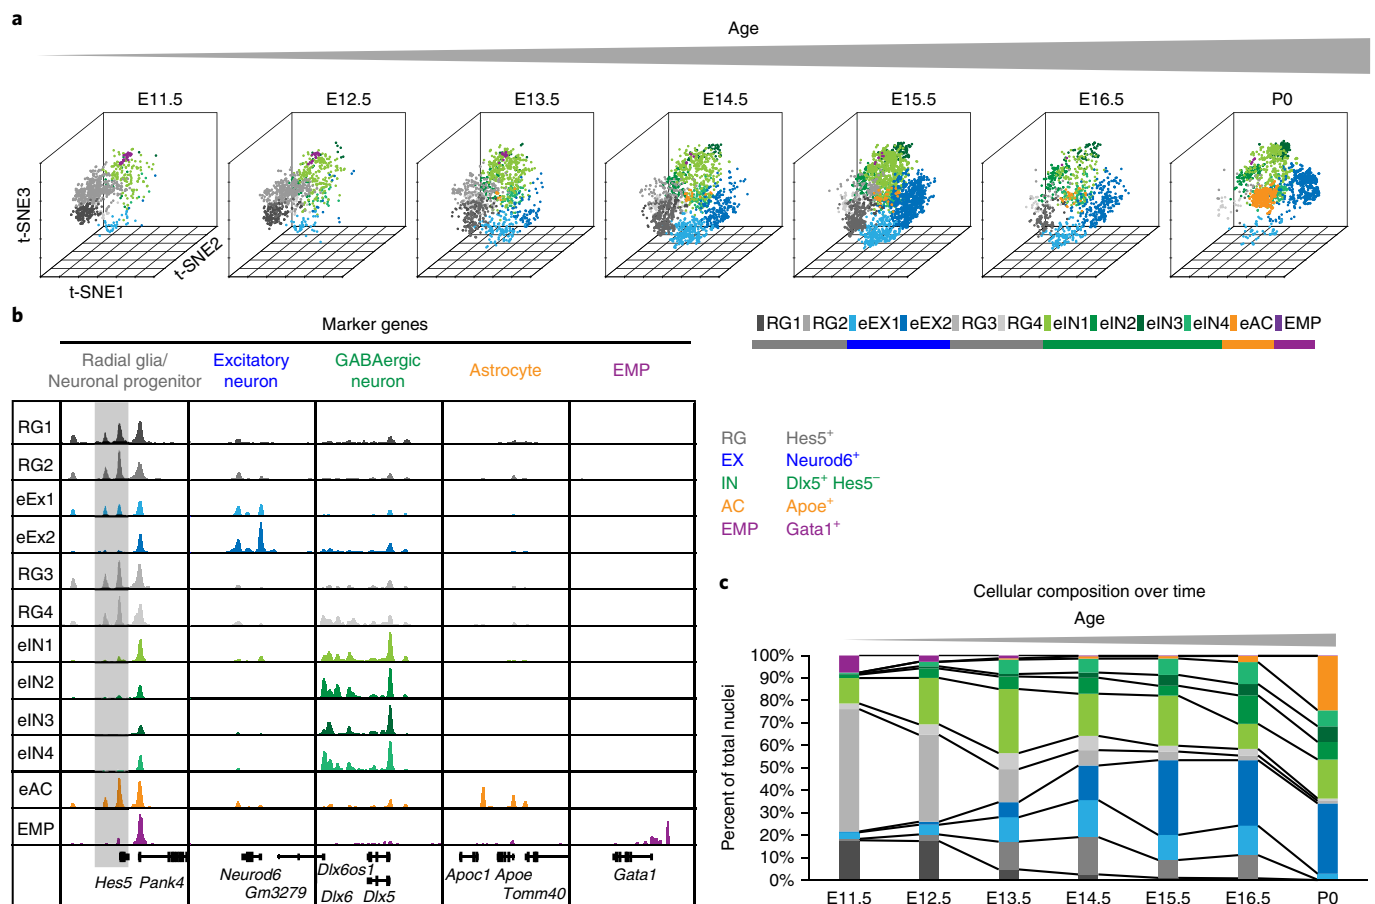 a
Age
E11.5 E12.5 E13.5 E14.5 E15.5 E16.5 P0
t-SNE3
t-SNE2
t-SNE1
b
Marker genes
Radial glia/
Neuronal progenitor
Excitatory
neuron
GABAergic
neuron
Astrocyte
EMP
RG1
RG2
eEx1
eEx2
RG3
RG4
eIN1
eIN2
eIN3
eIN4
eAC
EMP
Hes5 Pank4
Neurod6
Gm3279
Dlx6os1
Dlx6 Dlx5
Apoc1 Apoe
Tomm40
Gata1
RG1 RG2 eEX1 eEX2 RG3 RG4 eIN1 eIN2 eIN3 eIN4 eAC EMP
RG Hes5⁺
EX Neurod6⁺
IN Dlx5⁺ Hes5⁻
AC Apoe⁺
EMP Gata1⁺
c
Cellular composition over time
Age
Percent of total nuclei
100%
90%
80%
70%
60%
50%
40%
30%
20%
10%
0%
E11.5 E12.5 E13.5 E14.5 E15.5 E16.5 P0